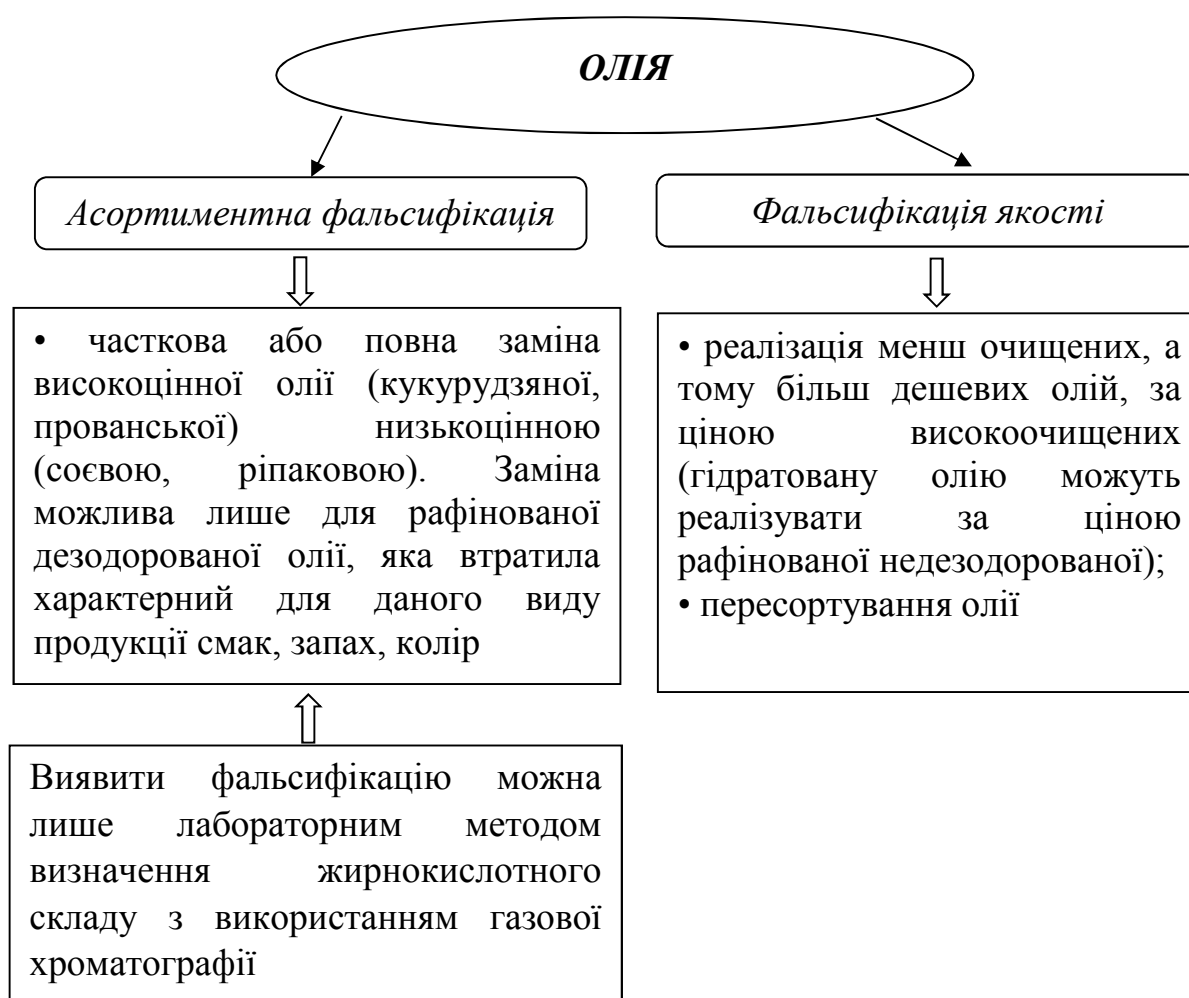 ОЛІЯ
Асортиментна фальсифікація
• часткова або повна заміна
високоцінної олії (кукурудзяної,
прованської) низькоцінною
(соєвою, ріпаковою). Заміна
можлива лише для рафінованої
дезодорованої олії, яка втратила
характерний для даного виду
продукції смак, запах, колір
Виявити фальсифікацію можна
лише лабораторним методом
визначення жирнокислотного
складу з використанням газової
хроматографії
Фальсифікація якості
• реалізація менш очищених, а
тому більш дешевих олій, за
ціною високоочищених
(гідратовану олію можуть
реалізувати за ціною
рафінованої недезодорованої);
• пересортування олії